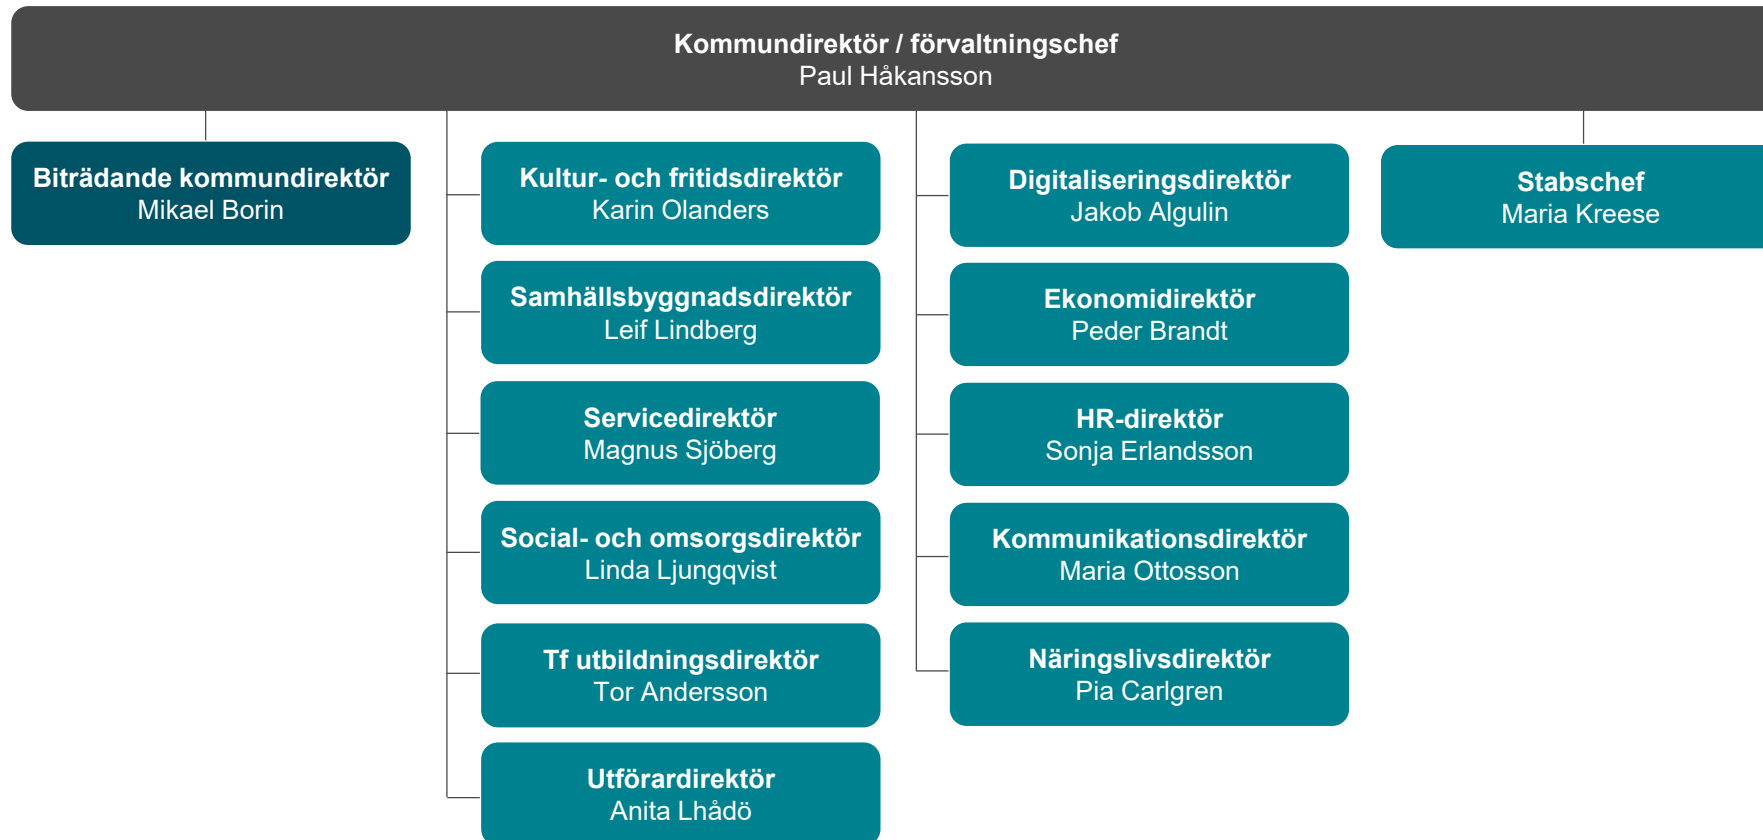 Kommundirektör / förvaltningschef
Paul Håkansson
Biträdande kommundirektör
Mikael Borin
Kultur- och fritidsdirektör
Karin Olanders
Samhällsbyggnadsdirektör
Leif Lindberg
Servicedirektör
Magnus Sjöberg
Social- och omsorgsdirektör
Linda Ljungqvist
Tf utbildningsdirektör
Tor Andersson
Utförardirektör
Anita Lhådö
Digitaliseringsdirektör
Jakob Algulin
Ekonomidirektör
Peder Brandt
HR-direktör
Sonja Erlandsson
Kommunikationsdirektör
Maria Ottosson
Näringslivsdirektör
Pia Carlgren
Stabschef
Maria Kreese